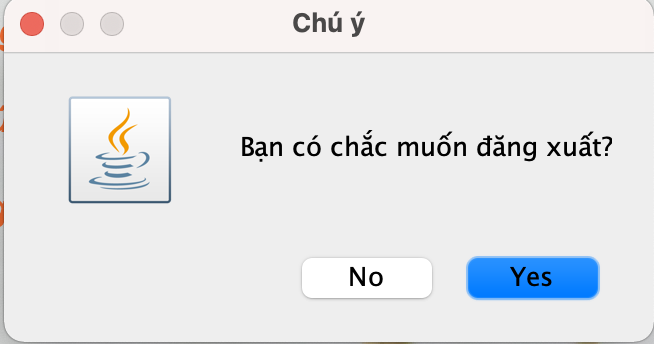 Chú ý
Bạn có chắc muốn đăng xuất?
No
Yes